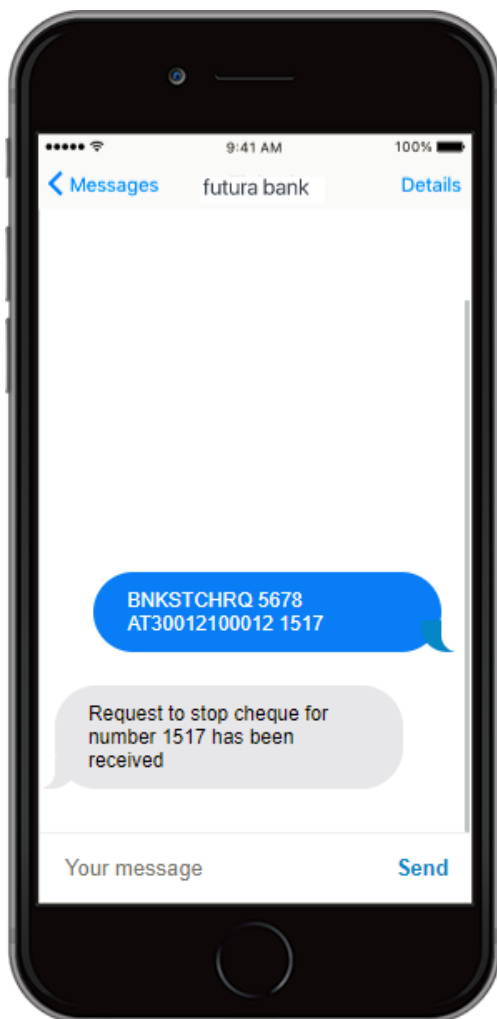 9:41 AM 100%
Messages futura bank Details
BNKSTCHRQ 5678
AT30012100012 1517
Request to stop cheque for
number 1517 has been
received
Your message Send